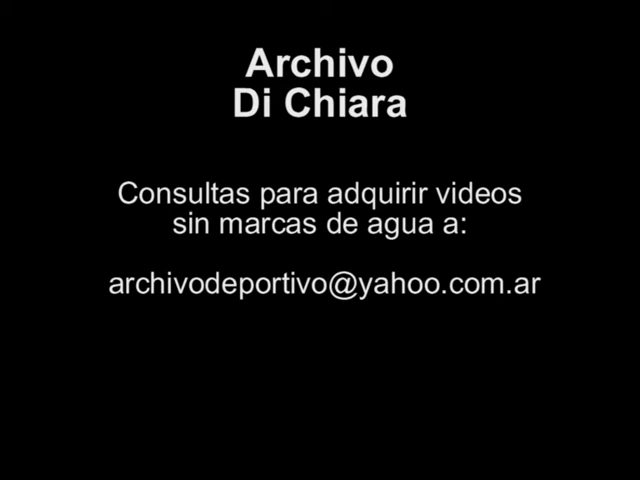 Archivo
Di Chiara
Consultas para adquirir videos
sin marcas de agua a:
archivodeportivo@yahoo.com.ar